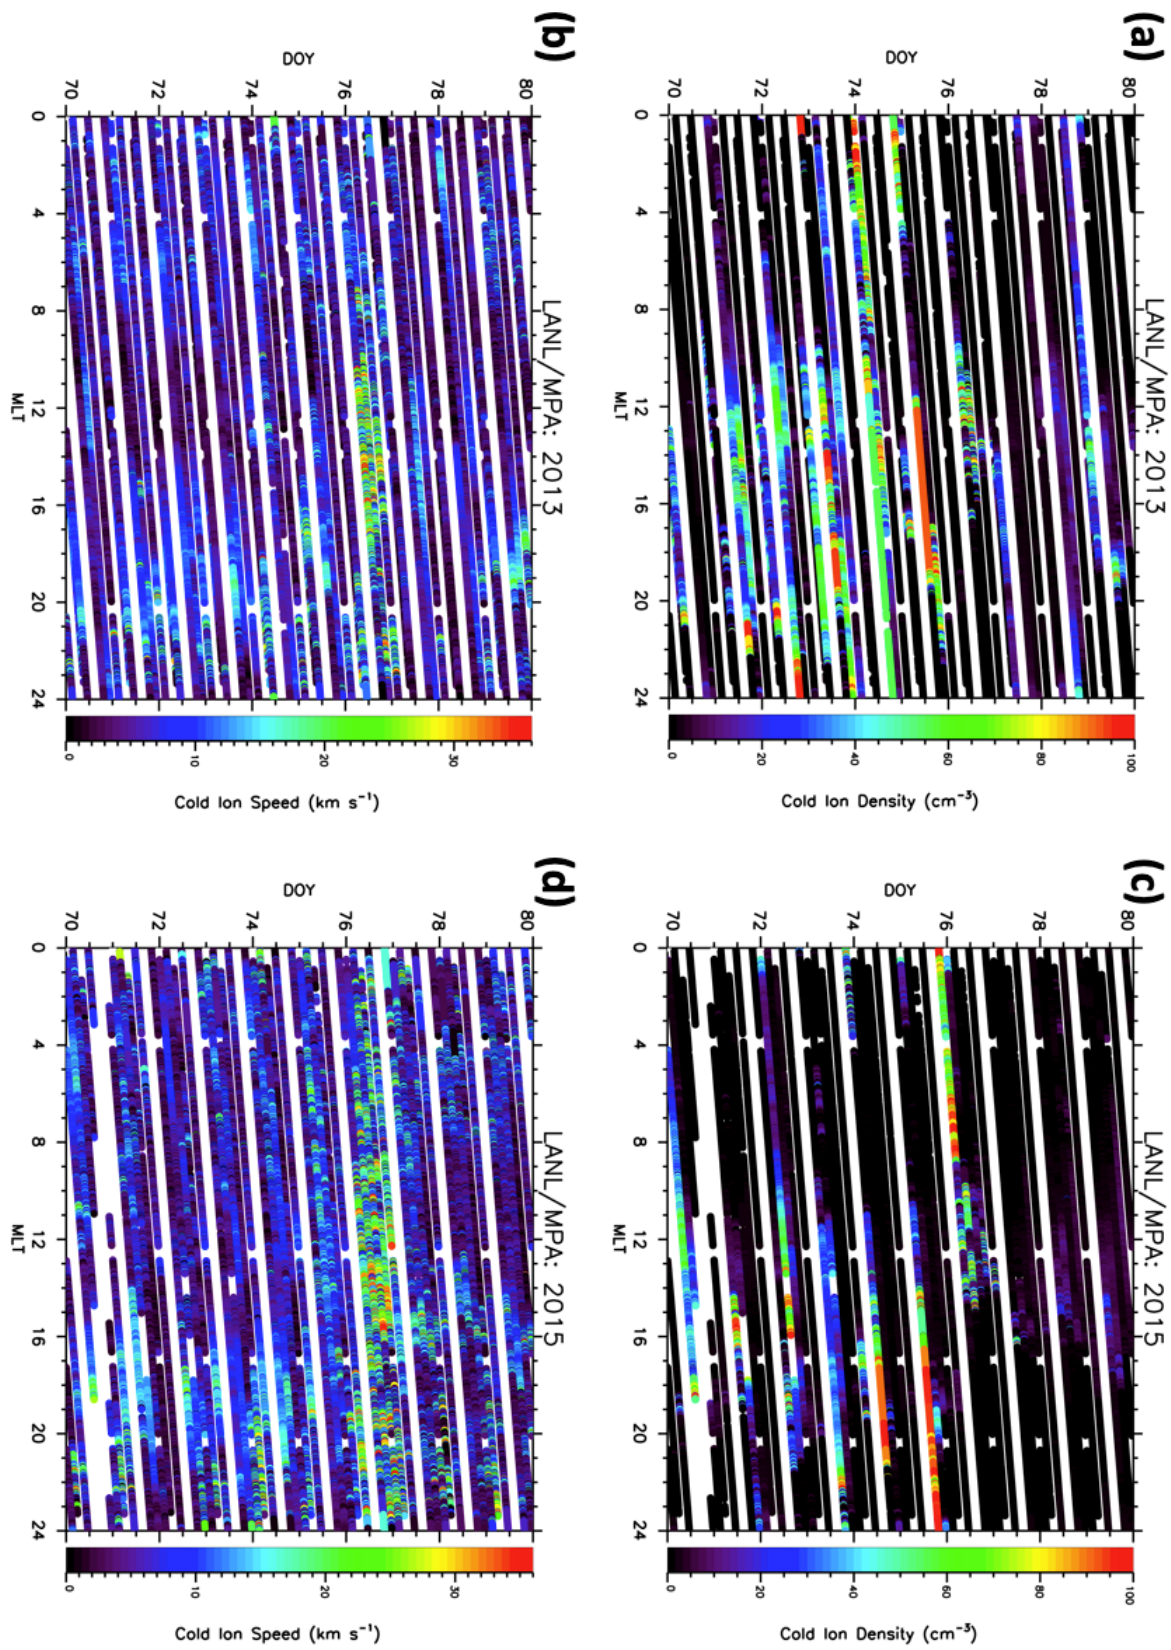 (a)
LANL/MPA: 2013
DOY
80
78
76
74
72
70
0 4 8 12 16 20 24
MLT
100
80
60
40
20
0
Cold Ion Density (cm⁻³)
(b)
LANL/MPA: 2013
DOY
80
78
76
74
72
70
0 4 8 12 16 20 24
MLT
30
20
10
0
Cold Ion Speed (km s⁻¹)
(c)
LANL/MPA: 2015
DOY
80
78
76
74
72
70
0 4 8 12 16 20 24
MLT
100
80
60
40
20
0
Cold Ion Density (cm⁻³)
(d)
LANL/MPA: 2015
DOY
80
78
76
74
72
70
0 4 8 12 16 20 24
MLT
30
20
10
0
Cold Ion Speed (km s⁻¹)